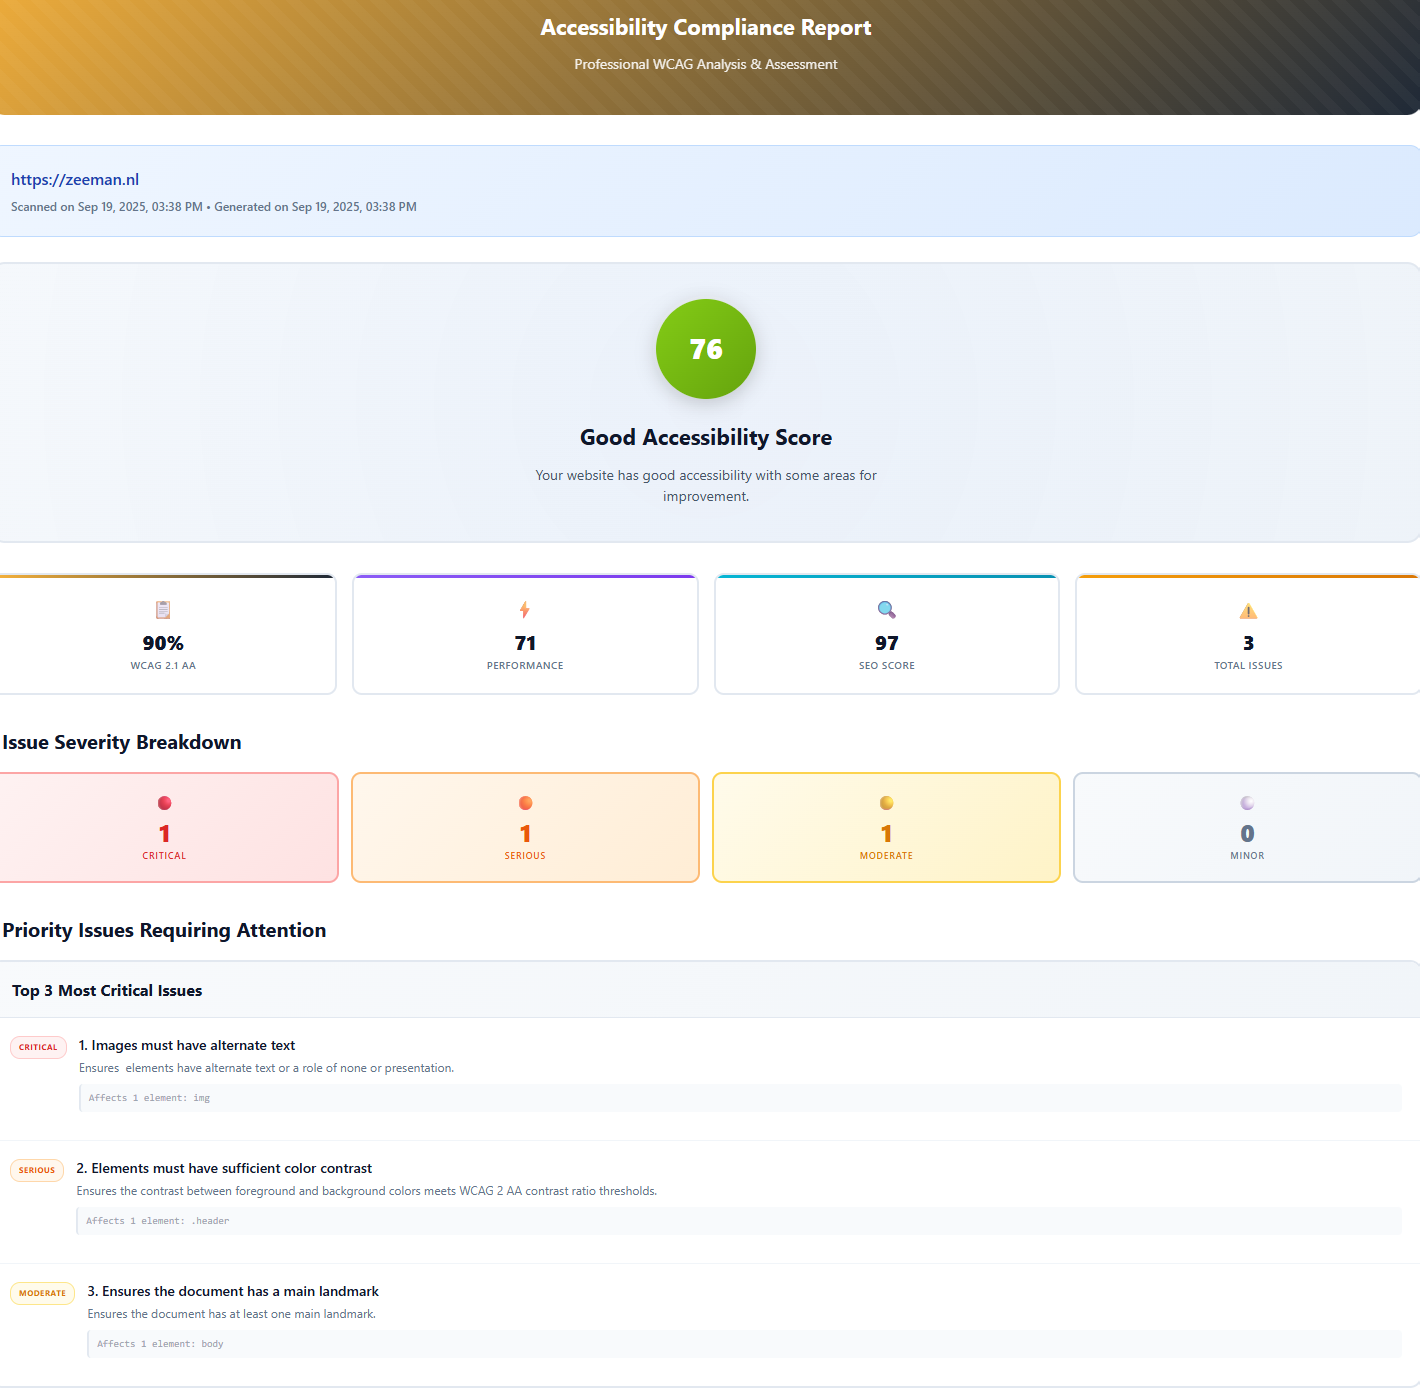 Accessibility Compliance Report
Professional WCAG Analysis & Assessment
https://zeeman.nl
Scanned on Sep 19, 2025, 03:38 PM • Generated on Sep 19, 2025, 03:38 PM
76
Good Accessibility Score
Your website has good accessibility with some areas for
improvement.
90%
WCAG 2.1 AA
71
PERFORMANCE
97
SEO SCORE
3
TOTAL ISSUES
Issue Severity Breakdown
1
CRITICAL
1
SERIOUS
1
MODERATE
0
MINOR
Priority Issues Requiring Attention
Top 3 Most Critical Issues
CRITICAL
1. Images must have alternate text
Ensures elements have alternate text or a role of none or presentation.
Affects 1 element: img
SERIOUS
2. Elements must have sufficient color contrast
Ensures the contrast between foreground and background colors meets WCAG 2 AA contrast ratio thresholds.
Affects 1 element: .header
MODERATE
3. Ensures the document has a main landmark
Ensures the document has at least one main landmark.
Affects 1 element: body